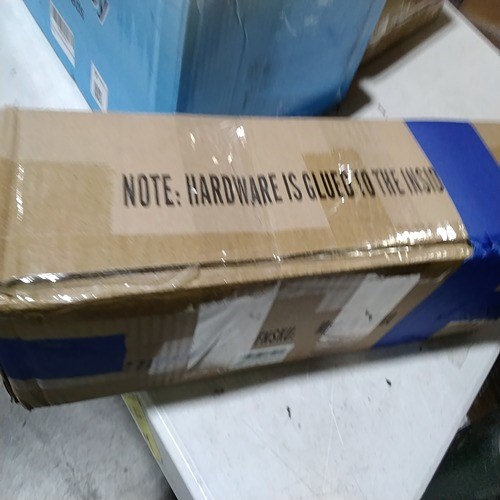 NOTE: HARDWARE IS GLUED TO THE INSID